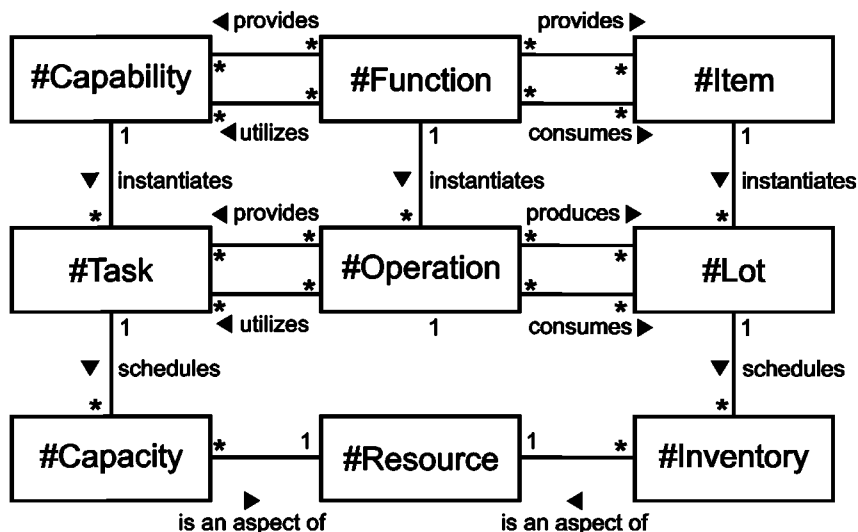 ◀ provides provides ▶
* * * *
#Capability #Function #Item
* * * *
1 ◀ utilizes 1 consumes ▶ 1
▼ instantiates ▼ instantiates ▼ instantiates
* ◀ provides * produces ▶ *
* * * *
#Task #Operation #Lot
* * * *
1 ◀ utilizes 1 consumes ▶ 1
▼ schedules ▼ schedules
* *
#Capacity * 1 #Resource 1 * #Inventory
▶ ◀
is an aspect of is an aspect of